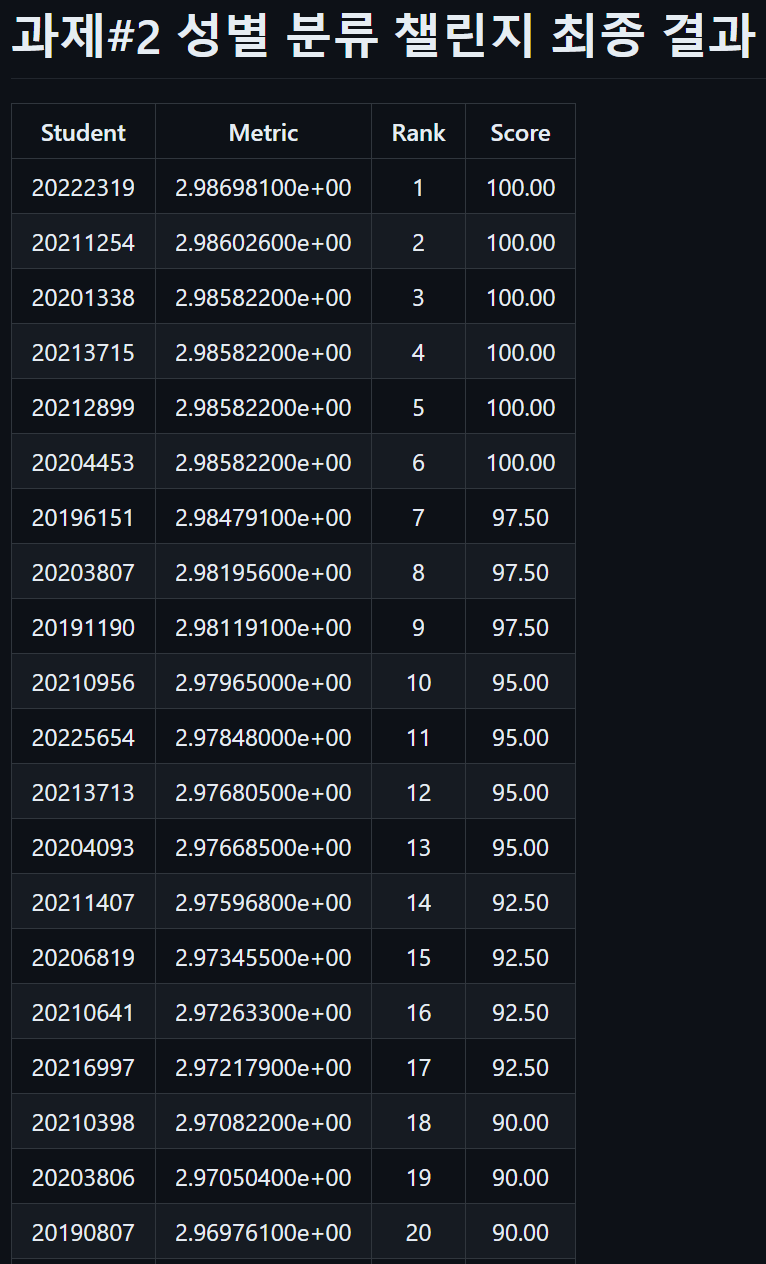 과제#2 성별 분류 챌린지 최종 결과
Student Metric Rank Score
20222319 2.98698100e+00 1 100.00
20211254 2.98602600e+00 2 100.00
20201338 2.98582200e+00 3 100.00
20213715 2.98582200e+00 4 100.00
20212899 2.98582200e+00 5 100.00
20204453 2.98582200e+00 6 100.00
20196151 2.98479100e+00 7 97.50
20203807 2.98195600e+00 8 97.50
20191190 2.98119100e+00 9 97.50
20210956 2.97965000e+00 10 95.00
20225654 2.97848000e+00 11 95.00
20213713 2.97680500e+00 12 95.00
20204093 2.97668500e+00 13 95.00
20211407 2.97596800e+00 14 92.50
20206819 2.97345500e+00 15 92.50
20210641 2.97263300e+00 16 92.50
20216997 2.97217900e+00 17 92.50
20210398 2.97082200e+00 18 90.00
20203806 2.97050400e+00 19 90.00
20190807 2.96976100e+00 20 90.00